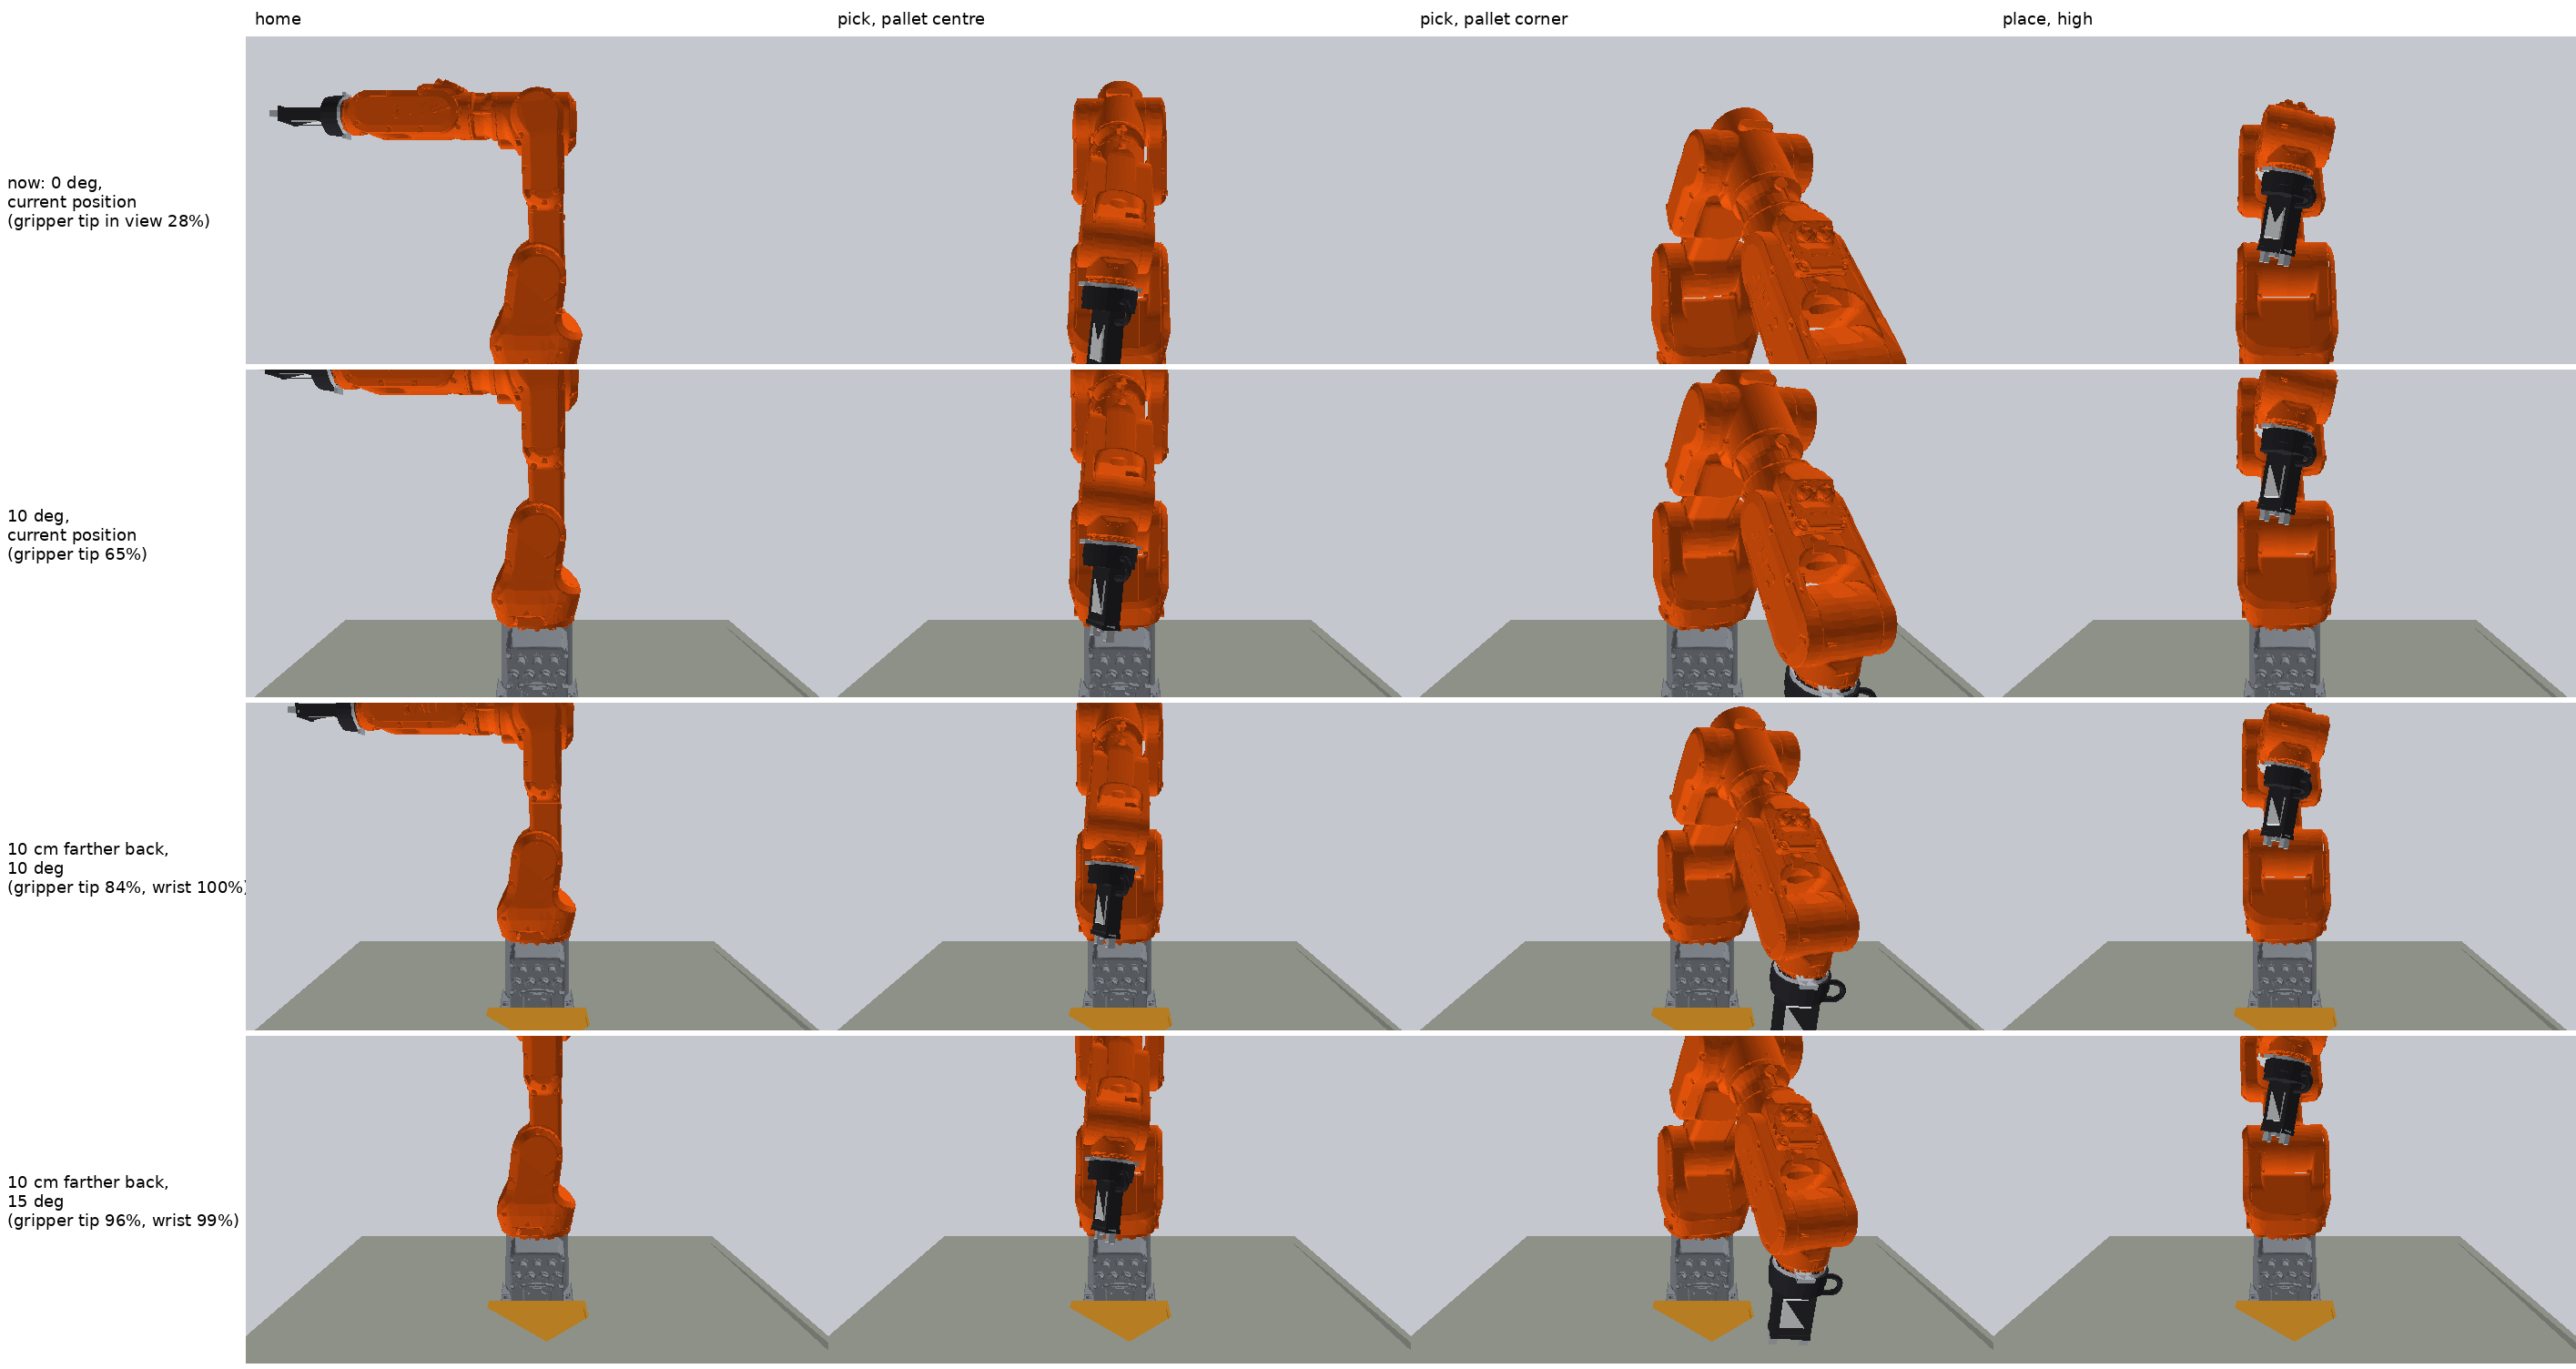 home
pick, pallet centre
pick, pallet corner
place, high
now: 0 deg,
current position
(gripper tip in view 28%)
10 deg,
current position
(gripper tip 65%)
10 cm farther back,
10 deg
(gripper tip 84%, wrist 100%)
10 cm farther back,
15 deg
(gripper tip 96%, wrist 99%)